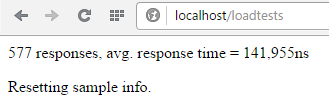 localhost/loadtests
577 responses, avg. response time = 141,955ns
Resetting sample info.